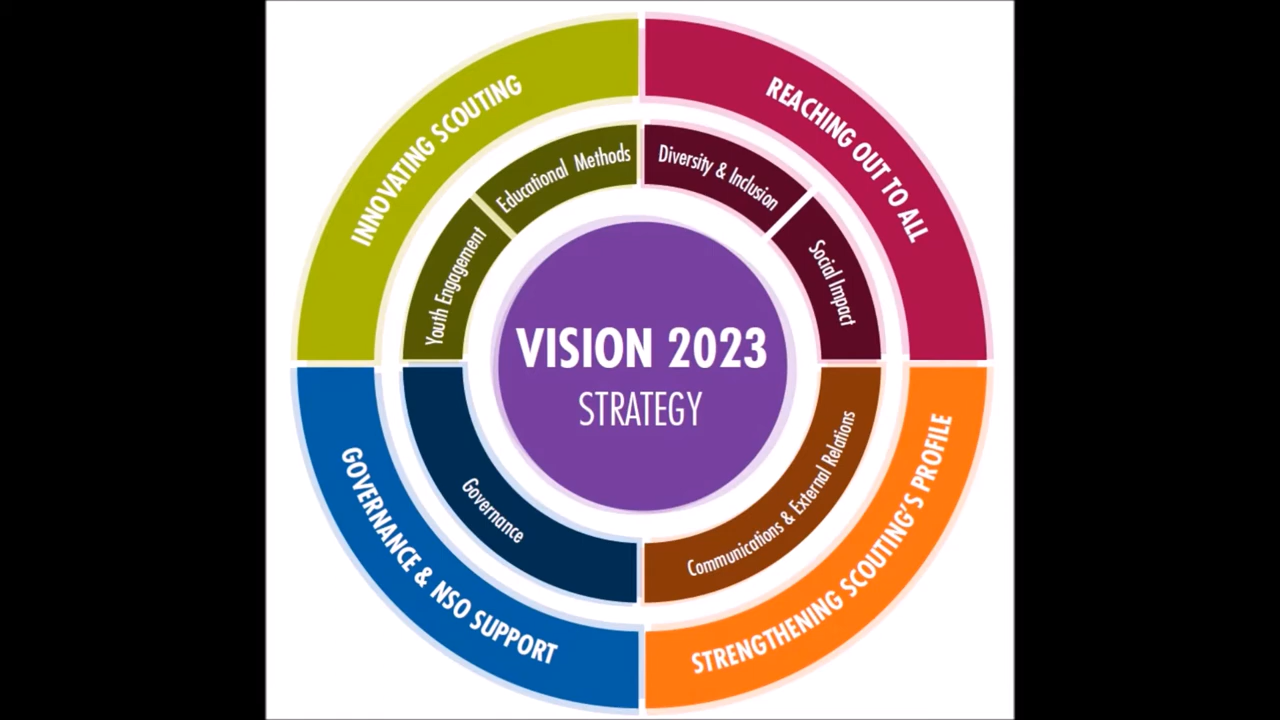 INNOVATING SCOUTING
REACHING OUT TO ALL
Educational Methods
Diversity & Inclusion
Youth Engagement
Social Impact
VISION 2023
STRATEGY
Governance
Communications & External Relations
GOVERNANCE & NSO SUPPORT
STRENGTHENING SCOUTING'S PROFILE